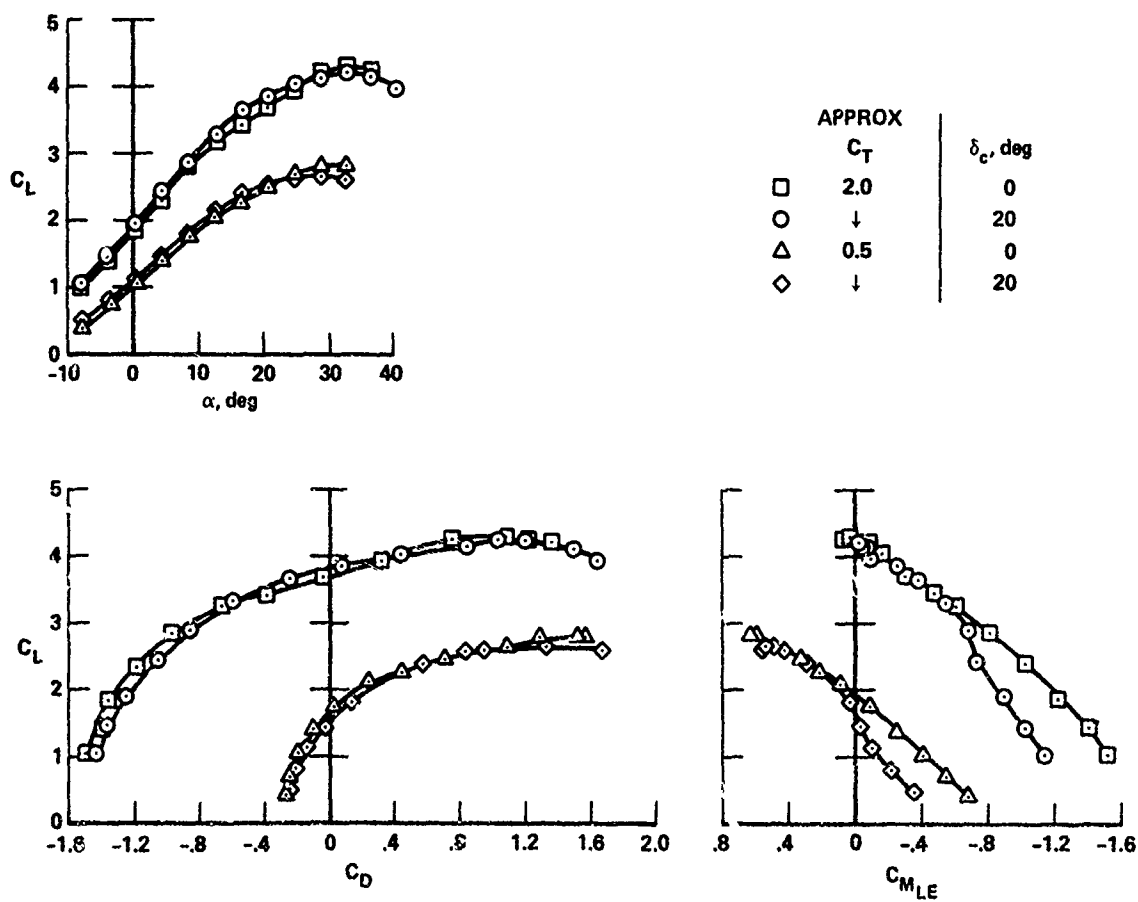 5
4
3
2
1
0
C_L
-10 0 10 20 30 40
α, deg
APPROX
C_T δ_c, deg
□ 2.0 0
○ ↓ 20
△ 0.5 0
◇ ↓ 20
5
4
3
2
1
0
C_L
-1.6 -1.2 -.8 -.4 0 .4 .8 1.2 1.6 2.0
C_D
.8 .4 0 -.4 -.8 -1.2 -1.6
C_MLE